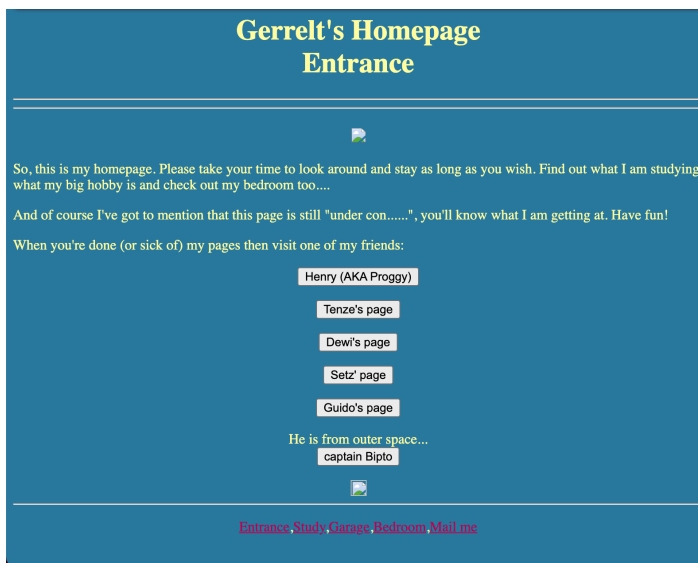 Gerrelt's Homepage
Entrance
So, this is my homepage. Please take your time to look around and stay as long as you wish. Find out what I am studying
what my big hobby is and check out my bedroom too....
And of course I've got to mention that this page is still "under con......", you'll know what I am getting at. Have fun!
When you're done (or sick of) my pages then visit one of my friends:
Henry (AKA Proggy)
Tenze's page
Dewi's page
Setz' page
Guido's page
He is from outer space...
captain Bipto
Entrance,Study,Garage,Bedroom,Mail me